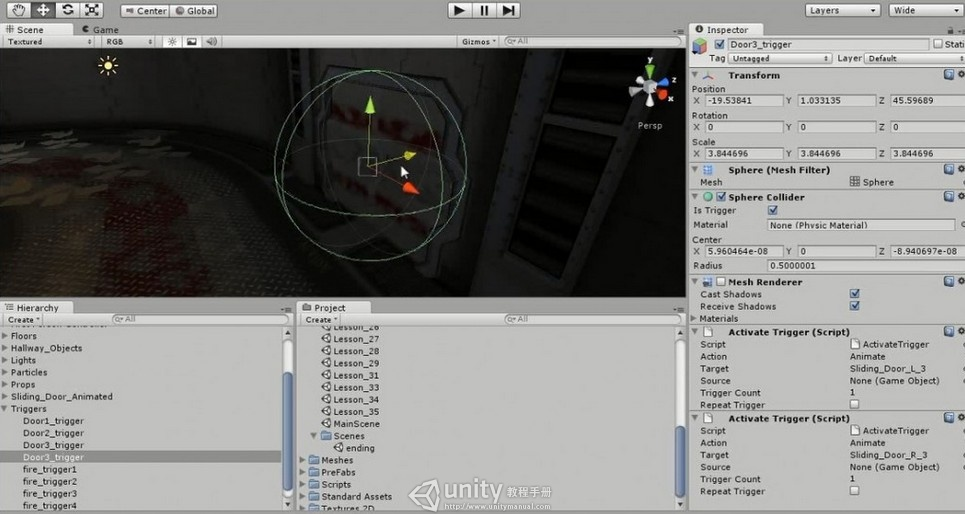 Center Global
Layers
Wide
Scene
Game
Textured
RGB
Gizmos
All
y
z
x
Persp
Inspector
Door3_trigger
Stati
Tag Untagged
Layer Default
Transform
Position
X -19.53841 Y 1.033135 Z 45.59689
Rotation
X 0 Y 0 Z 0
Scale
X 3.844696 Y 3.844696 Z 3.844696
Sphere (Mesh Filter)
Mesh Sphere
Sphere Collider
Is Trigger
Material None (Physic Material)
Center
X 5.960464e-08 Y 0 Z -8.940697e-08
Radius 0.5000001
Mesh Renderer
Cast Shadows
Receive Shadows
Materials
Activate Trigger (Script)
Script ActivateTrigger
Action Animate
Target Sliding_Door_L_3
Source None (Game Object)
Trigger Count 1
Repeat Trigger
Activate Trigger (Script)
Script ActivateTrigger
Action Animate
Target Sliding_Door_R_3
Source None (Game Object)
Trigger Count 1
Repeat Trigger
Hierarchy
Create
All
Floors
Hallway_Objects
Lights
Particles
Props
Sliding_Door_Animated
Triggers
Door1_trigger
Door2_trigger
Door3_trigger
Door3_trigger
fire_trigger1
fire_trigger2
fire_trigger3
fire_trigger4
Project
Create
All
Lesson_26
Lesson_27
Lesson_28
Lesson_29
Lesson_31
Lesson_33
Lesson_34
Lesson_35
MainScene
Scenes
ending
Meshes
PreFabs
Scripts
Standard Assets
Textures 2D
unity 教程手册
http://www.unitymanual.com